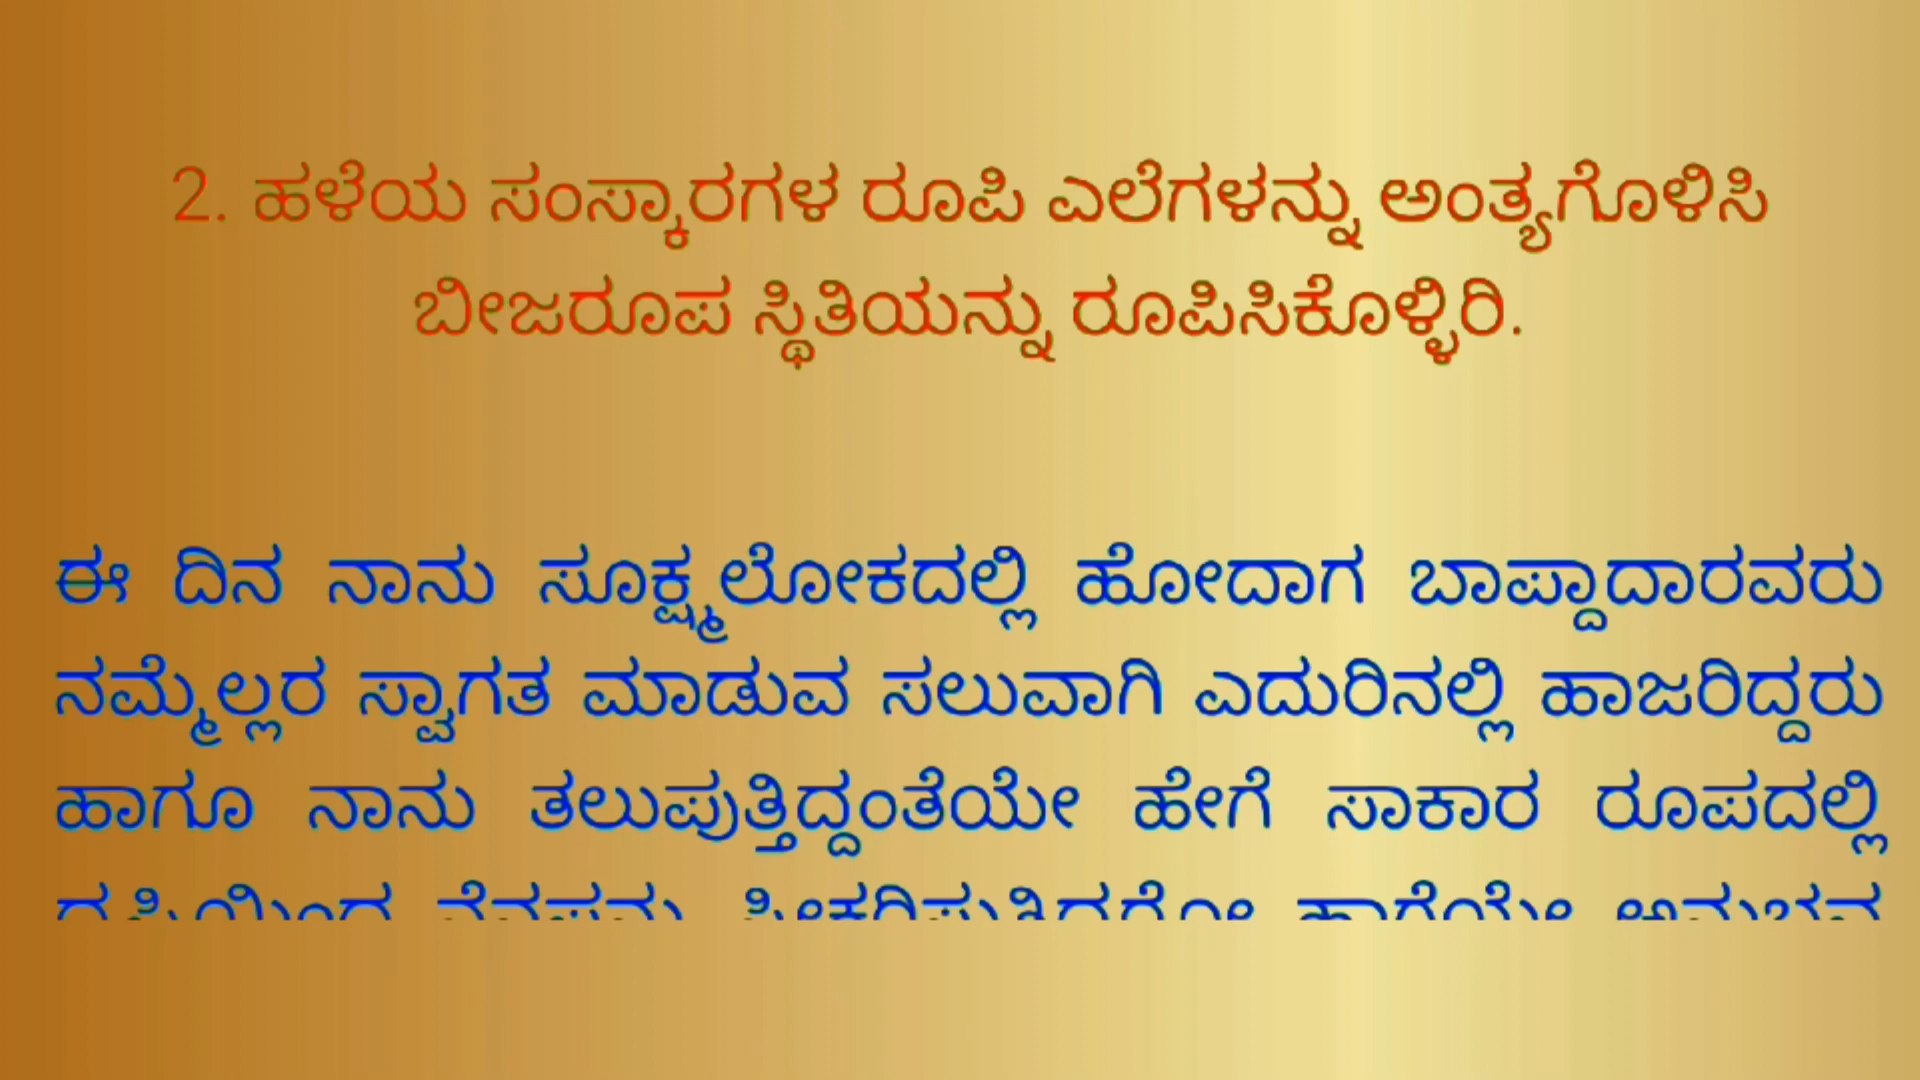 2. ಹಳೆಯ ಸಂಸ್ಕಾರಗಳ ರೂಪಿ ಎಲೆಗಳನ್ನು ಅಂತ್ಯಗೊಳಿಸಿ
ಬೀಜರೂಪ ಸ್ಥಿತಿಯನ್ನು ರೂಪಿಸಿಕೊಳ್ಳಿರಿ.
ಈ ದಿನ ನಾನು ಸೂಕ್ಷ್ಮಲೋಕದಲ್ಲಿ ಹೋದಾಗ ಬಾಪ್ದಾದಾರವರು
ನಮ್ಮೆಲ್ಲರ ಸ್ವಾಗತ ಮಾಡುವ ಸಲುವಾಗಿ ಎದುರಿನಲ್ಲಿ ಹಾಜರಿದ್ದರು
ಹಾಗೂ ನಾನು ತಲುಪುತ್ತಿದ್ದಂತೆಯೇ ಹೇಗೆ ಸಾಕಾರ ರೂಪದಲ್ಲಿ